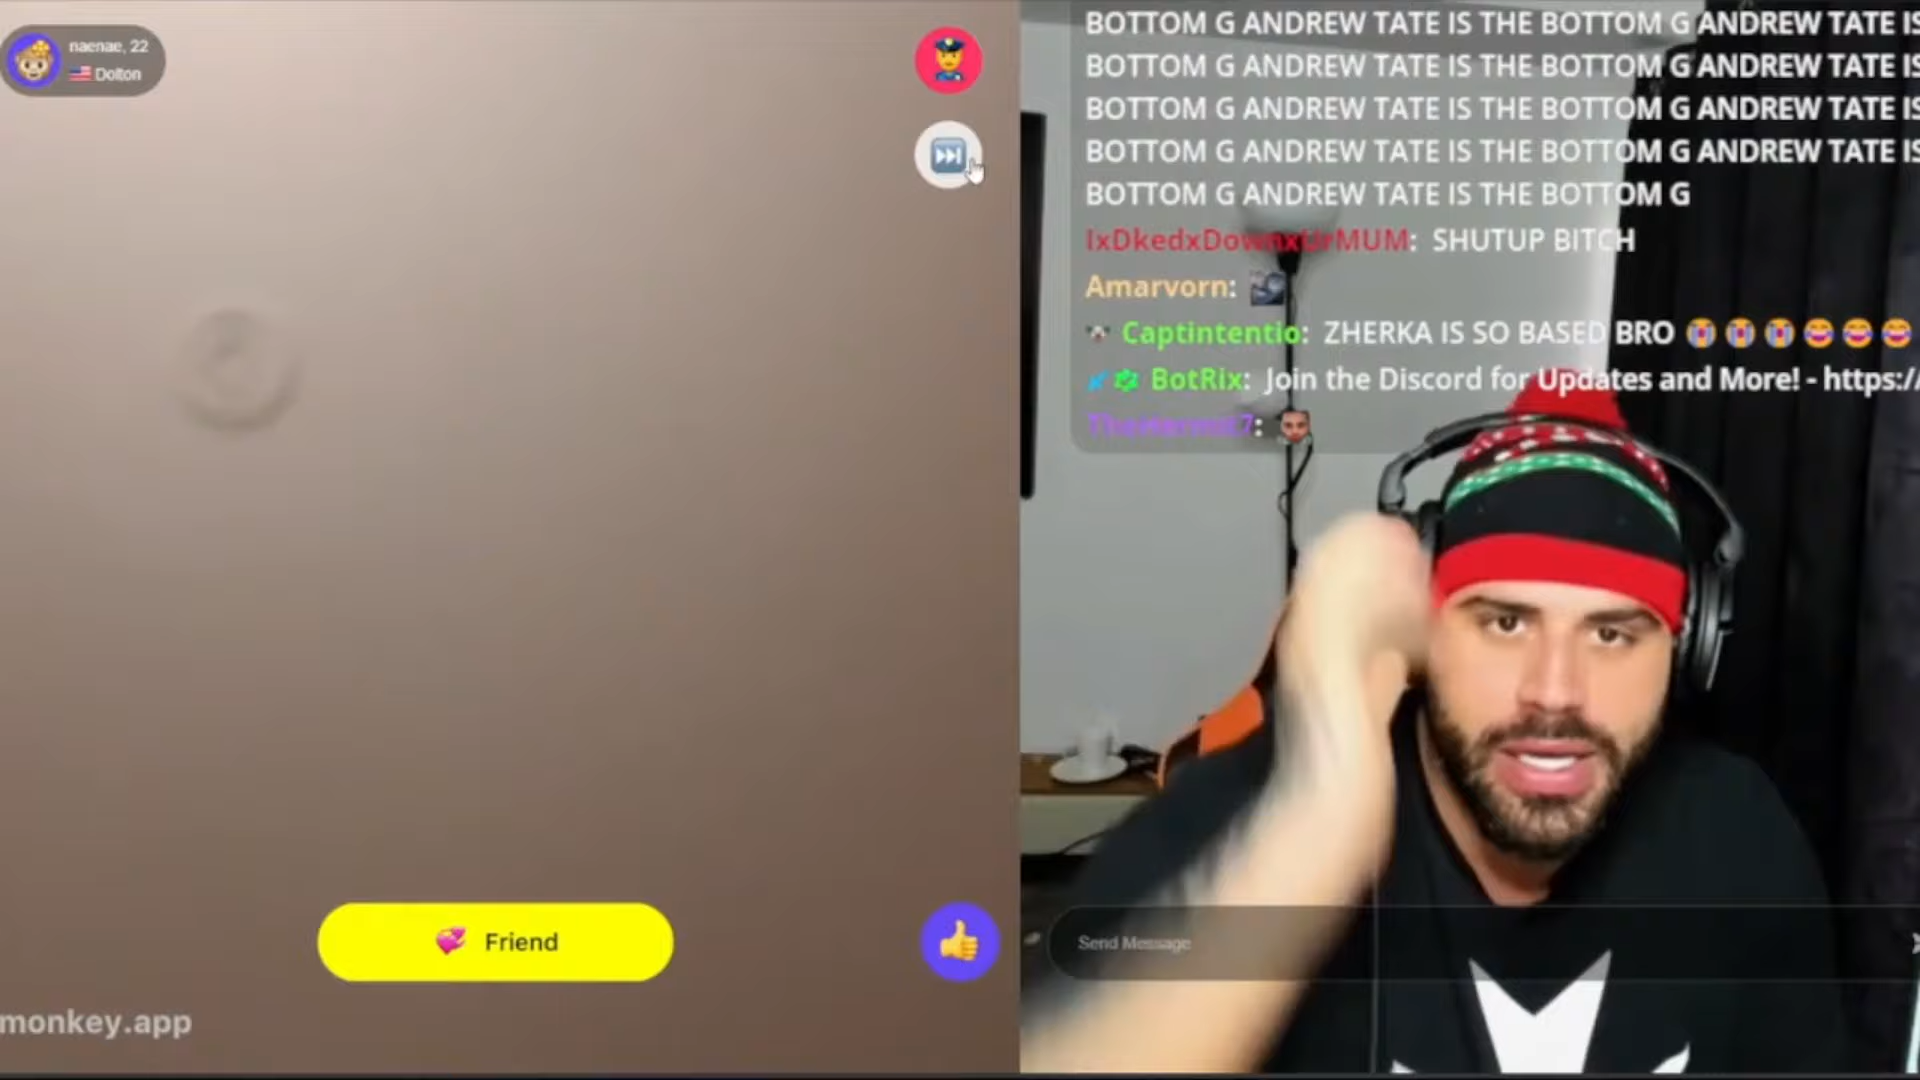 naenae, 22
Dolton
BOTTOM G ANDREW TATE IS THE BOTTOM G ANDREW TATE IS
BOTTOM G ANDREW TATE IS THE BOTTOM G ANDREW TATE IS
BOTTOM G ANDREW TATE IS THE BOTTOM G ANDREW TATE IS
BOTTOM G ANDREW TATE IS THE BOTTOM G ANDREW TATE IS
BOTTOM G ANDREW TATE IS THE BOTTOM G
IxDkedxDownxUrMUM: SHUTUP BITCH
Amarvorn:
Captintentio: ZHERKA IS SO BASED BRO 😭😭😭😂😂😂
BotRix: Join the Discord for Updates and More! - https:/
TheHermit7:
Friend
Send Message
monkey.app